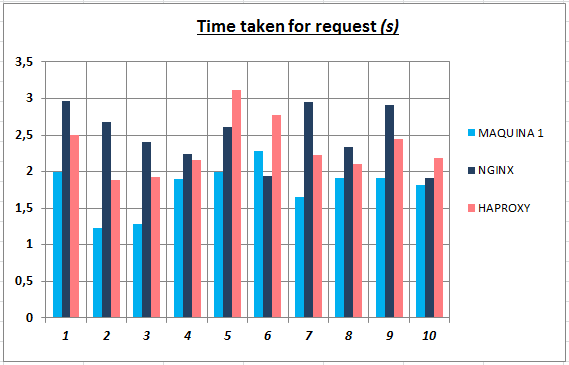 Time taken for request (s)
3,5
3
2,5
2
1,5
1
0,5
0
1 2 3 4 5 6 7 8 9 10
MAQUINA 1
NGINX
HAPROXY